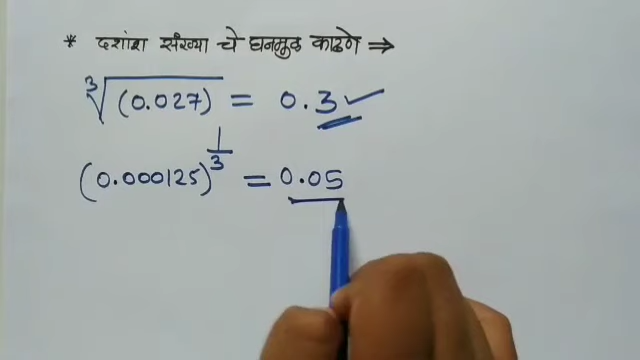 * दशांश संख्या चे घनमुळ काढणे ⇒
∛(0.027) = 0.3 ✓
(0.000125)^1/3 = 0.05